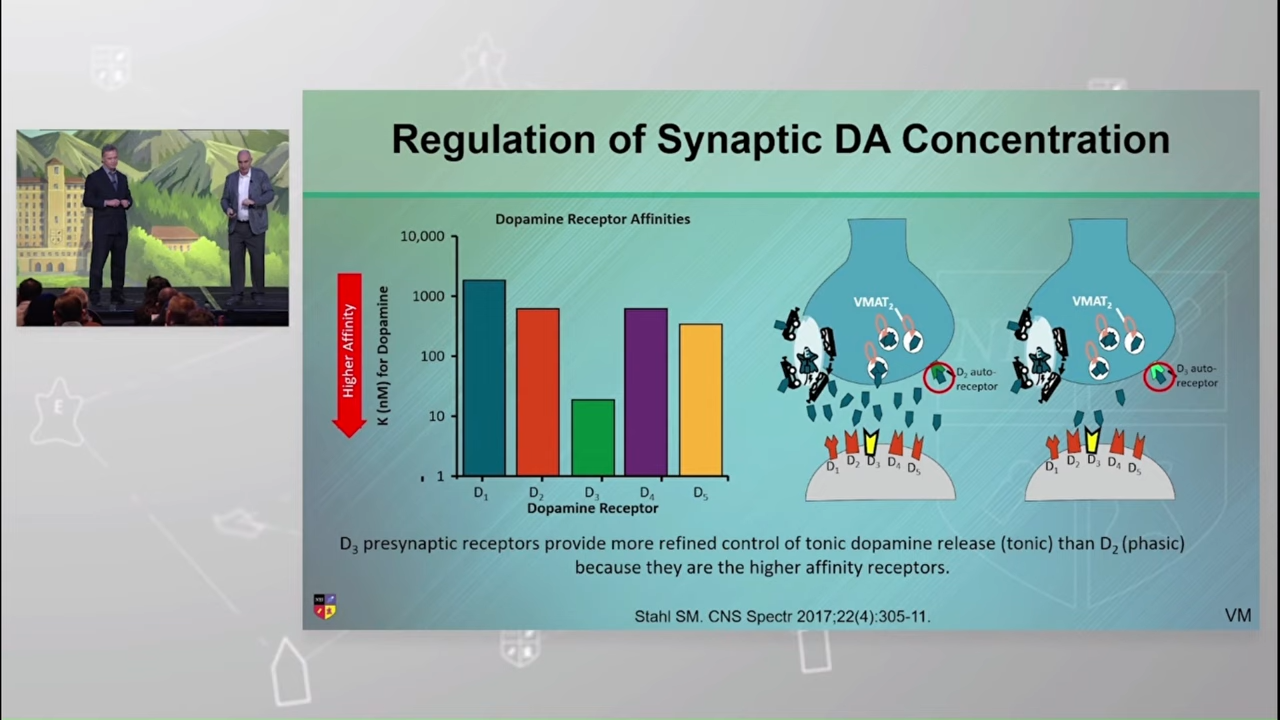 Regulation of Synaptic DA Concentration
Dopamine Receptor Affinities
Higher Affinity
K (nM) for Dopamine
10,000
1000
100
10
1
D₁ D₂ D₃ D₄ D₅
Dopamine Receptor
VMAT₂
D₂ auto-
receptor
D₁ D₂ D₃ D₄ D₅
VMAT₂
D₃ auto-
receptor
D₁ D₂ D₃ D₄ D₅
D₃ presynaptic receptors provide more refined control of tonic dopamine release (tonic) than D₂ (phasic)
because they are the higher affinity receptors.
Stahl SM. CNS Spectr 2017;22(4):305-11.
VM
E